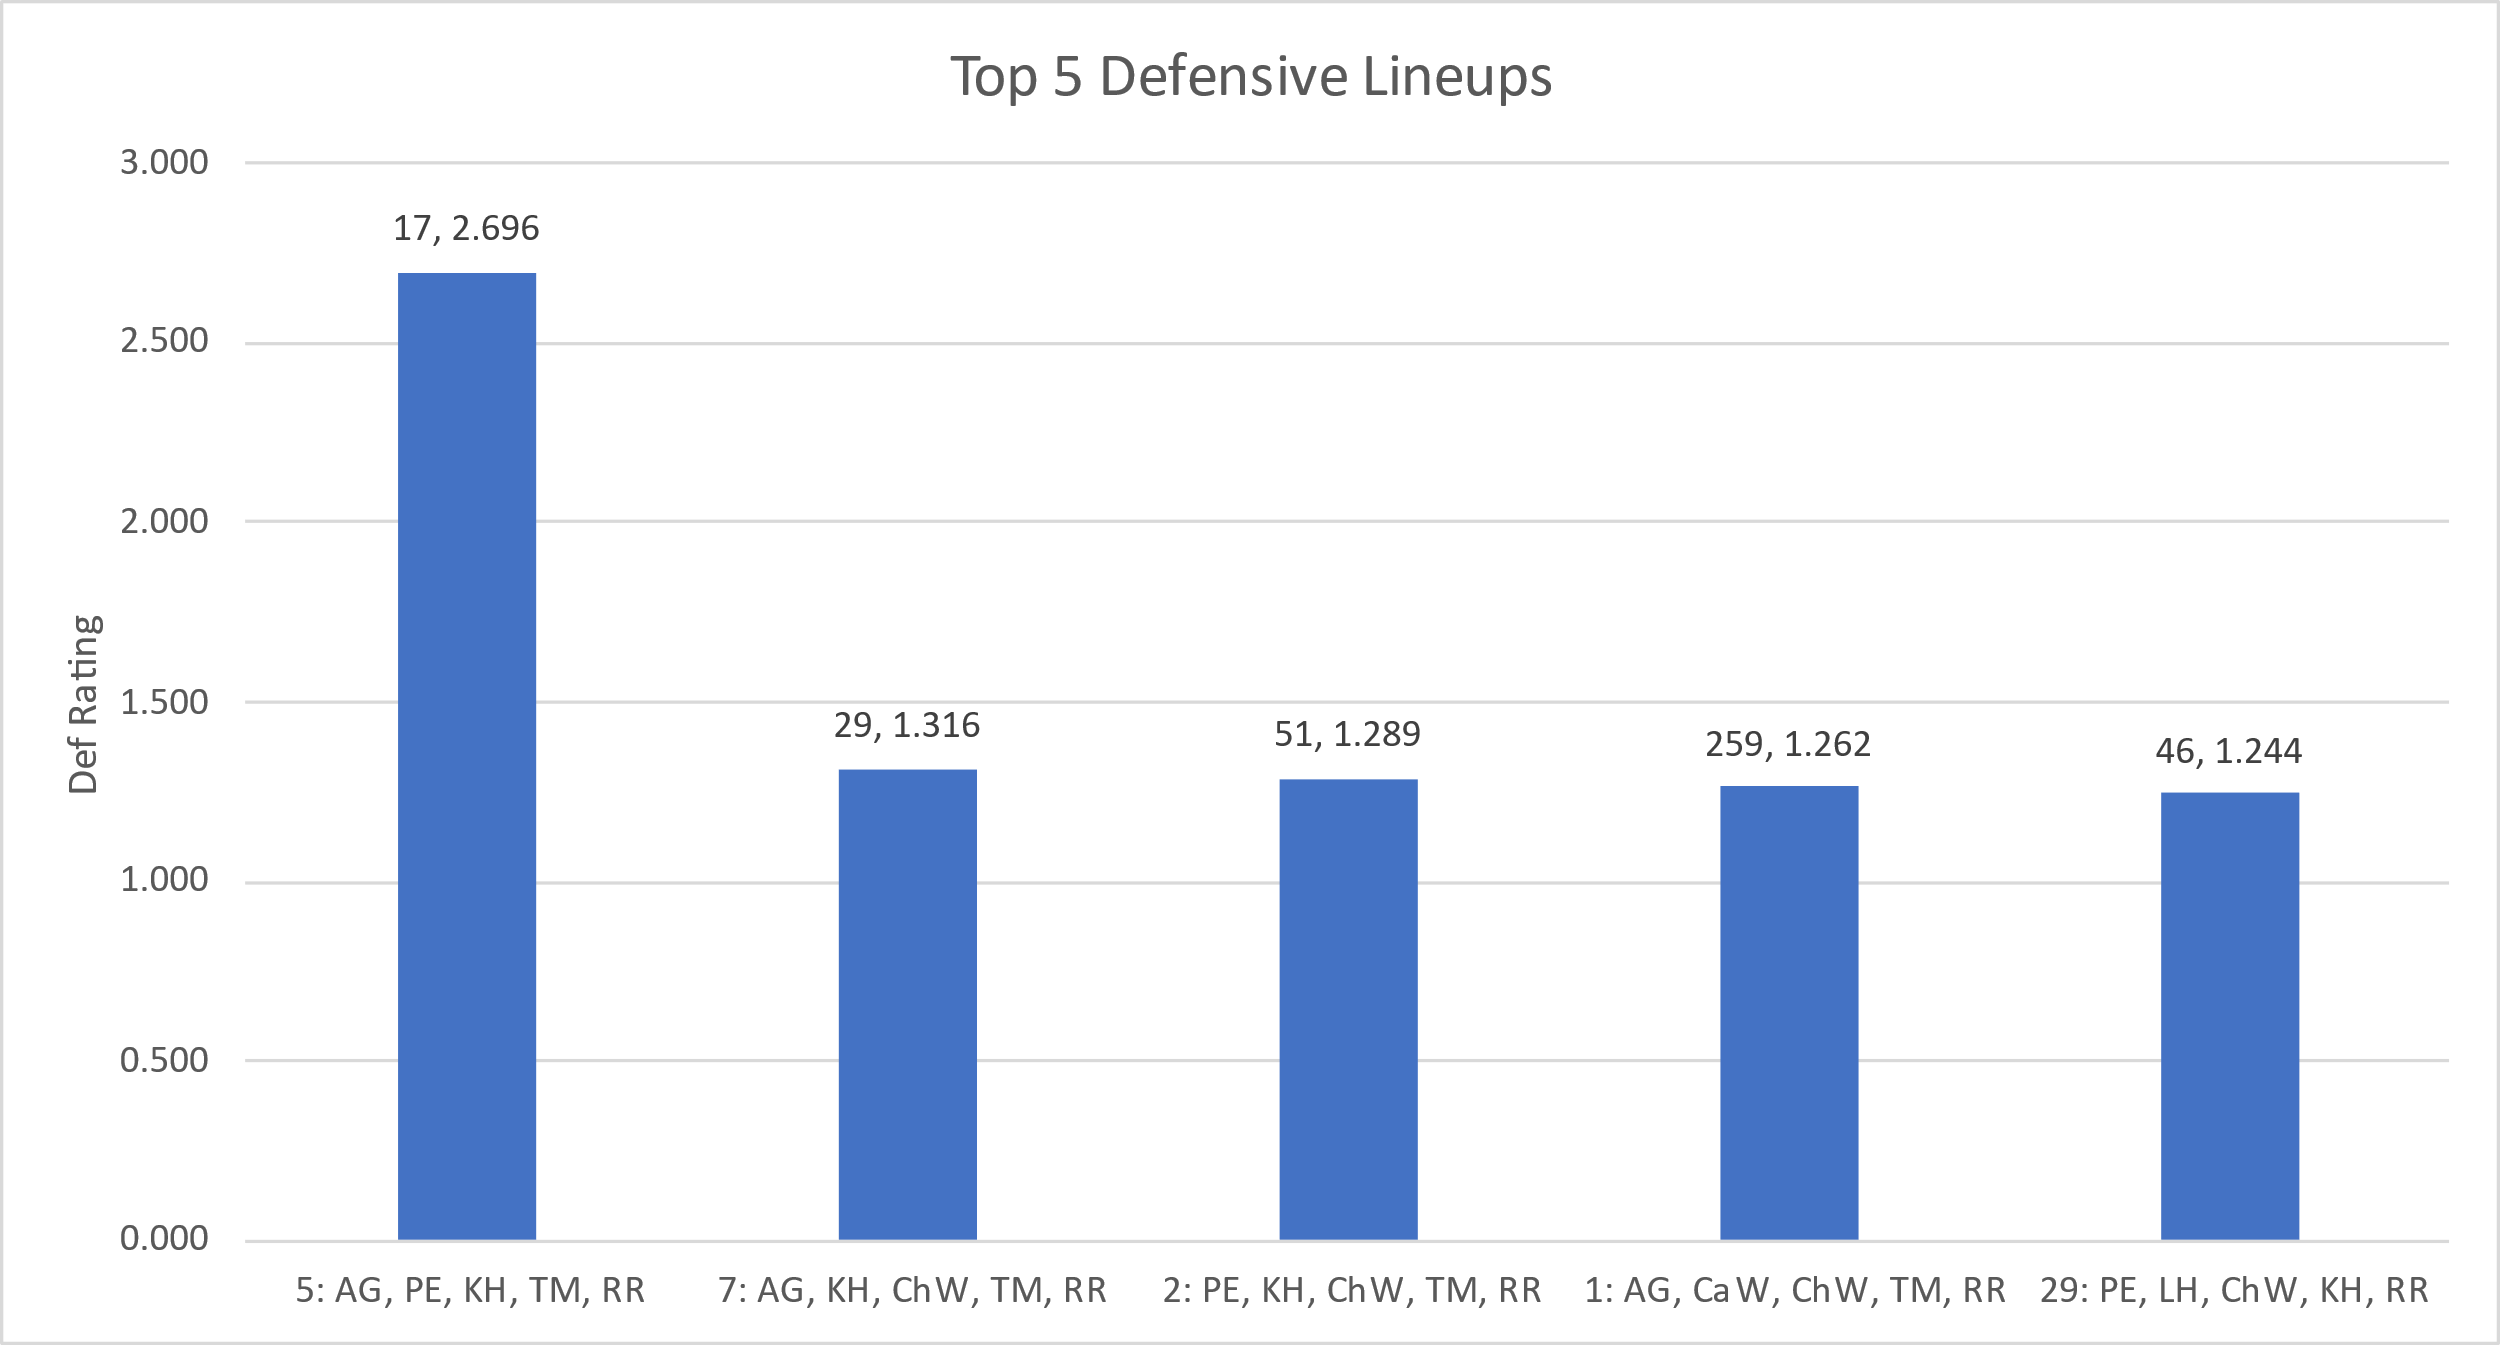 Top 5 Defensive Lineups
3.000
2.500
2.000
1.500
1.000
0.500
0.000
Def Rating
17, 2.696
29, 1.316
51, 1.289
259, 1.262
46, 1.244
5: AG, PE, KH, TM, RR
7: AG, KH, ChW, TM, RR
2: PE, KH, ChW, TM, RR
1: AG, CaW, ChW, TM, RR
29: PE, LH, ChW, KH, RR